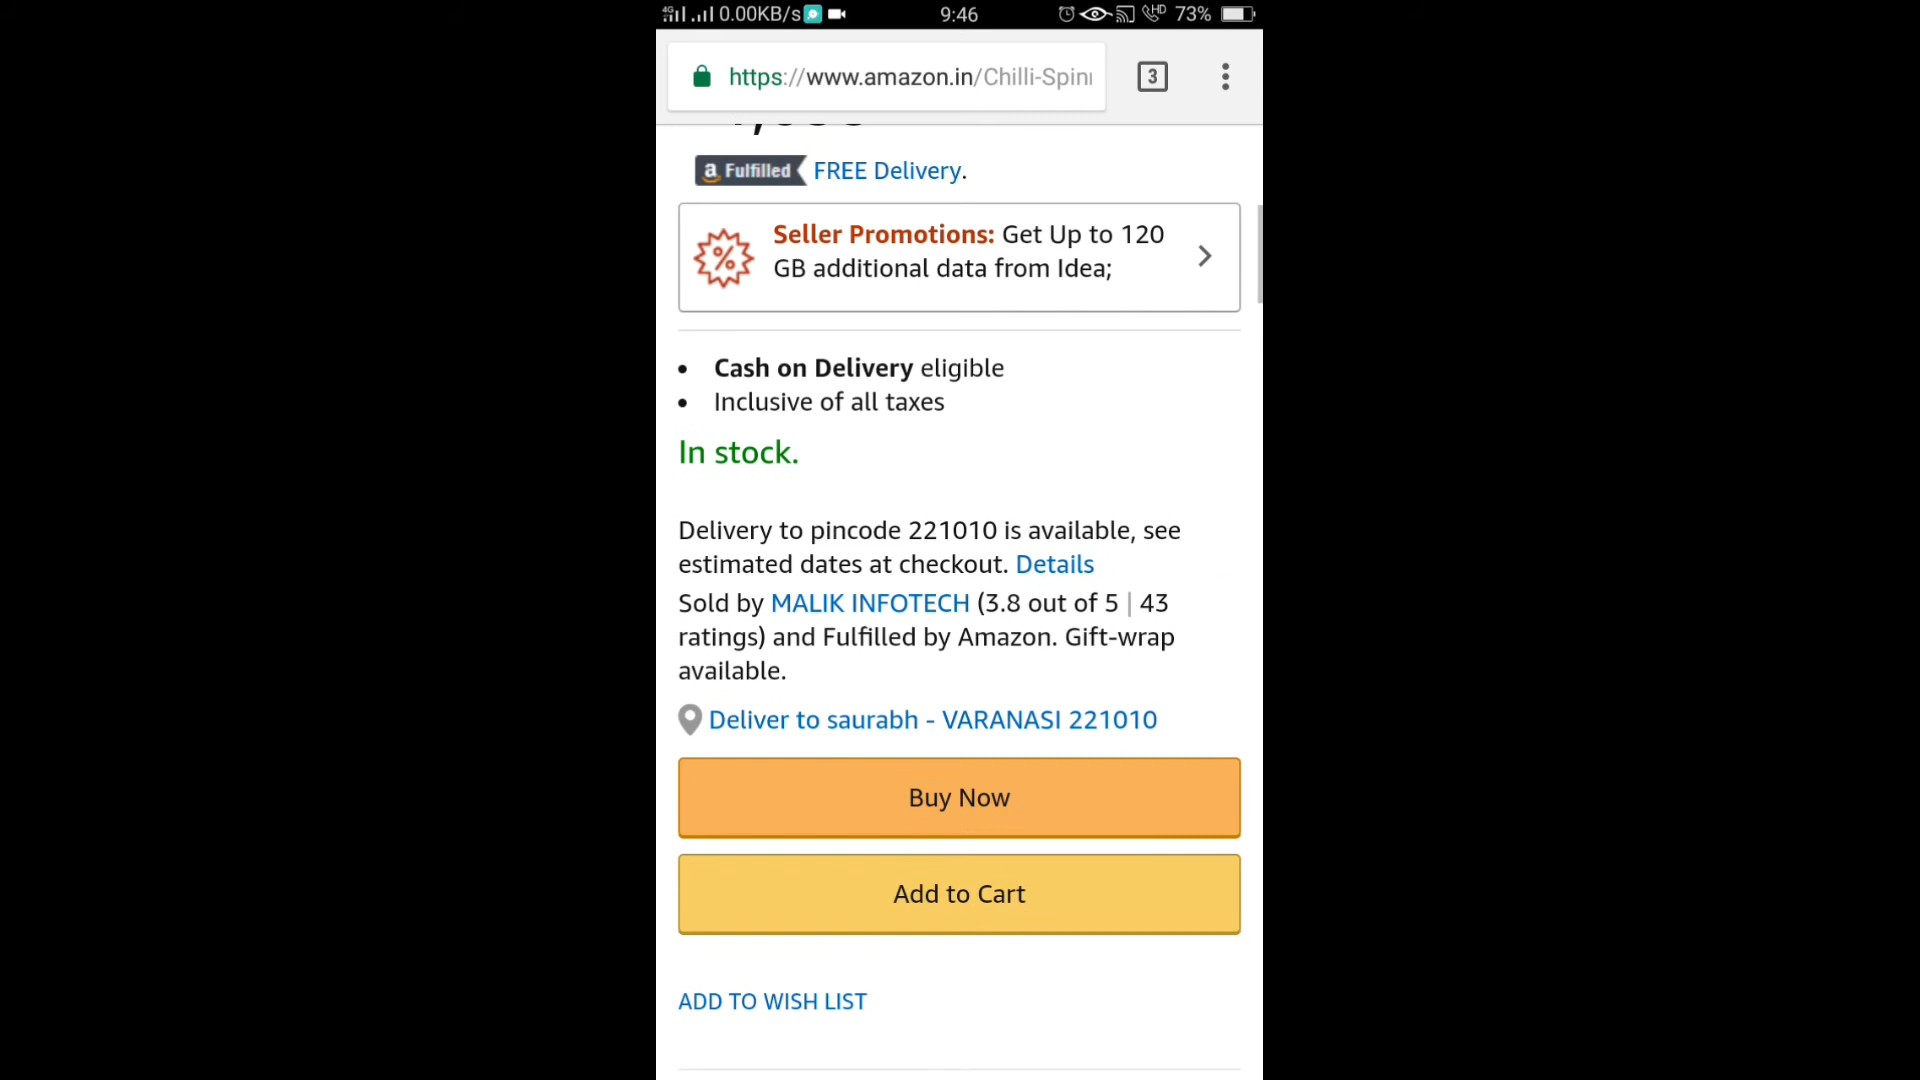 4G 0.00KB/s 9:46 HD 73%
https://www.amazon.in/Chilli-Spin
3
a Fulfilled FREE Delivery.
Seller Promotions: Get Up to 120
GB additional data from Idea;
Cash on Delivery eligible
Inclusive of all taxes
In stock.
Delivery to pincode 221010 is available, see
estimated dates at checkout. Details
Sold by MALIK INFOTECH (3.8 out of 5 | 43
ratings) and Fulfilled by Amazon. Gift-wrap
available.
Deliver to saurabh - VARANASI 221010
Buy Now
Add to Cart
ADD TO WISH LIST